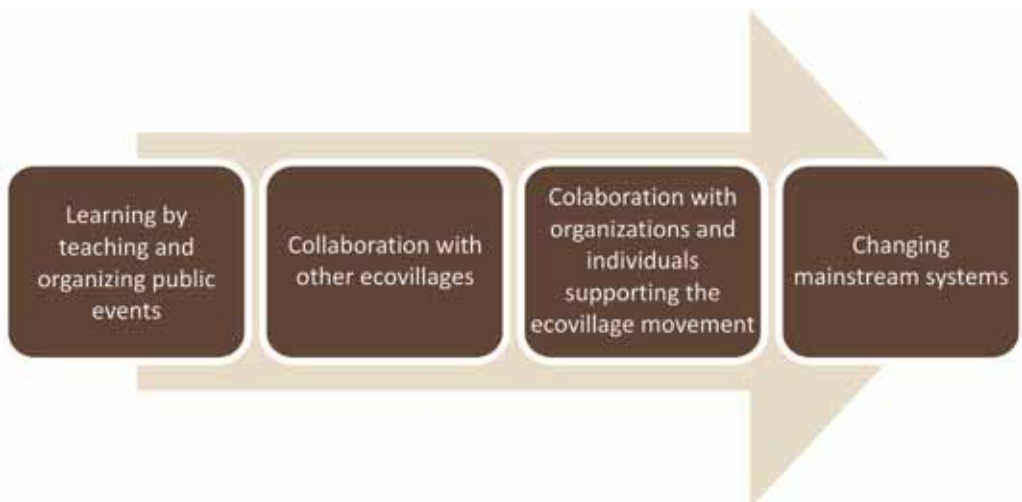 Learning by
teaching and
organizing public
events
Collaboration with
other ecovillages
Colaboration with
organizations and
individuals
supporting the
ecovillage movement
Changing
mainstream systems